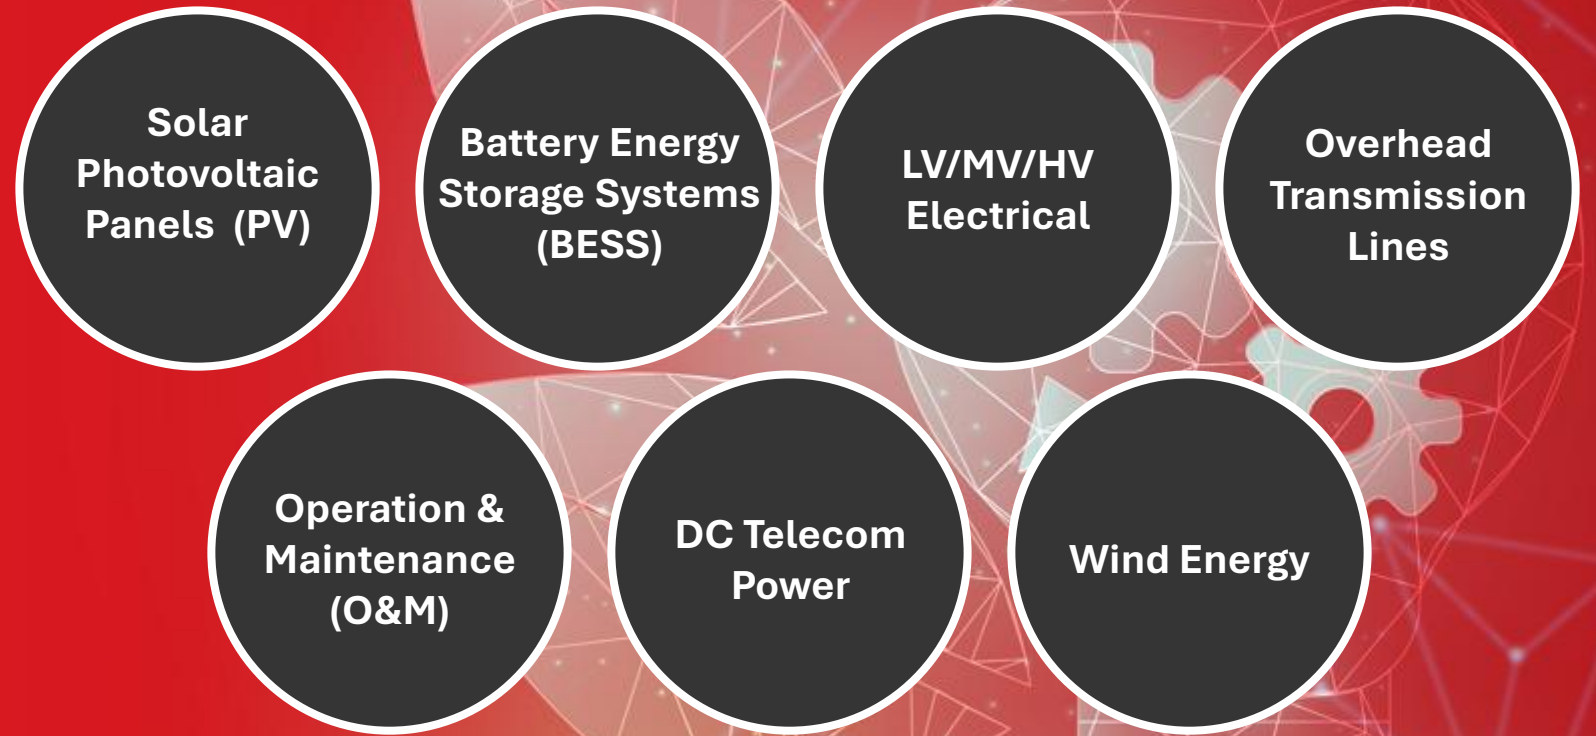 Solar
Photovoltaic
Panels (PV)
Battery Energy
Storage Systems
(BESS)
LV/MV/HV
Electrical
Overhead
Transmission
Lines
Operation &
Maintenance
(O&M)
DC Telecom
Power
Wind Energy